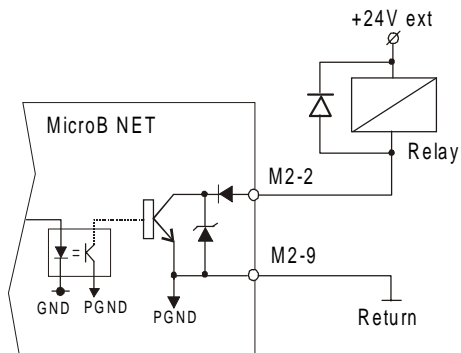 +24V ext
MicroB NET
Relay
M2-2
M2-9
GND
PGND
PGND
Return